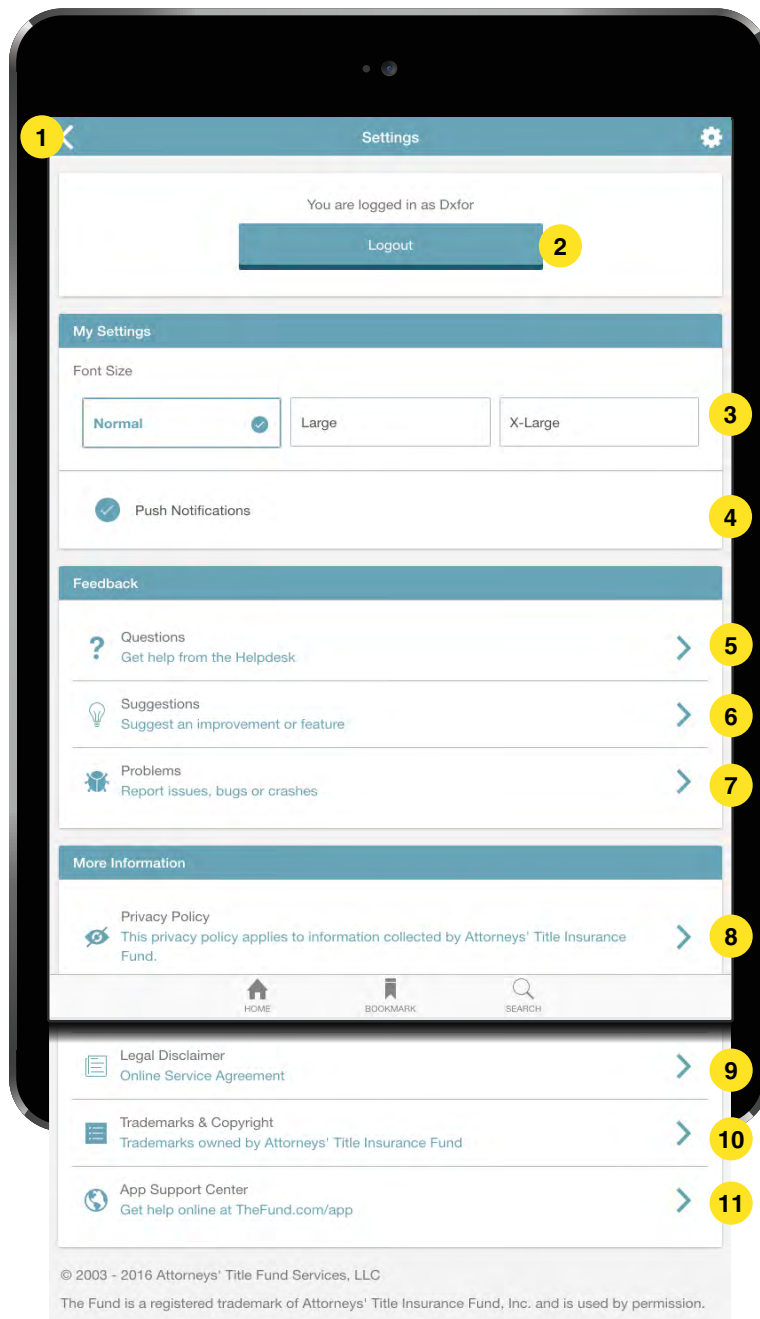 1
Settings
You are logged in as Dxfor
Logout
2
My Settings
Font Size
Normal
Large
X-Large
3
Push Notifications
4
Feedback
Questions
Get help from the Helpdesk
5
Suggestions
Suggest an improvement or feature
6
Problems
Report issues, bugs or crashes
7
More Information
Privacy Policy
This privacy policy applies to information collected by Attorneys' Title Insurance
Fund.
8
HOME
BOOKMARK
SEARCH
Legal Disclaimer
Online Service Agreement
9
Trademarks & Copyright
Trademarks owned by Attorneys' Title Insurance Fund
10
App Support Center
Get help online at TheFund.com/app
11
© 2003 - 2016 Attorneys' Title Fund Services, LLC
The Fund is a registered trademark of Attorneys' Title Insurance Fund, Inc. and is used by permission.